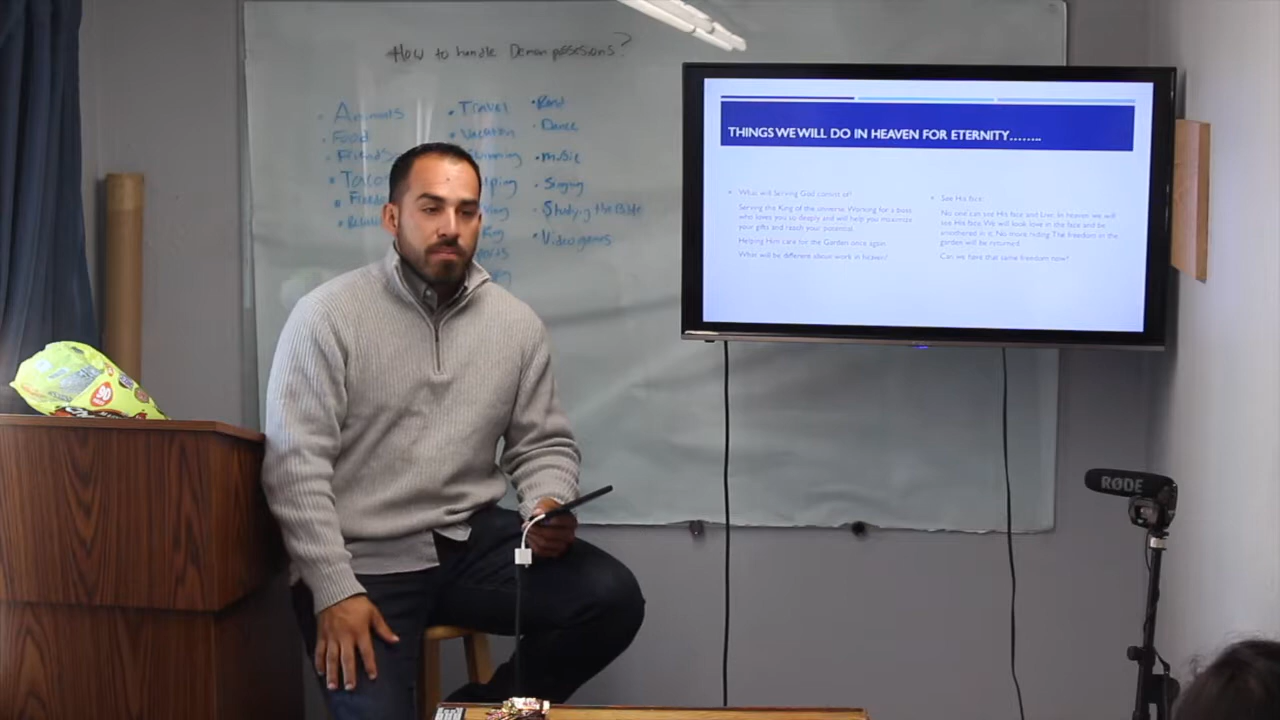 How to handle Demon possesions?
• Animals
• Food
• Friends
• Tacos
• Travel
• Vacation
Swimming
• Read
• Dance
• music
• Singing
• Studying the Bible
• Video games
THINGS WE WILL DO IN HEAVEN FOR ETERNITY........
• What will Serving God consist of?
Serving the King of the universe. Working for a boss
who loves you so deeply and will help you maximize
your gifts and reach your potential.
Helping Him care for the Garden once again
What will be different about work in heaven?
• See His face:
No one can see His face and Live. In heaven we will
see His face. We will look love in the face and be
smothered in it. No more hiding The freedom in the
garden will be returned.
Can we have that same freedom now?
90
RØDE